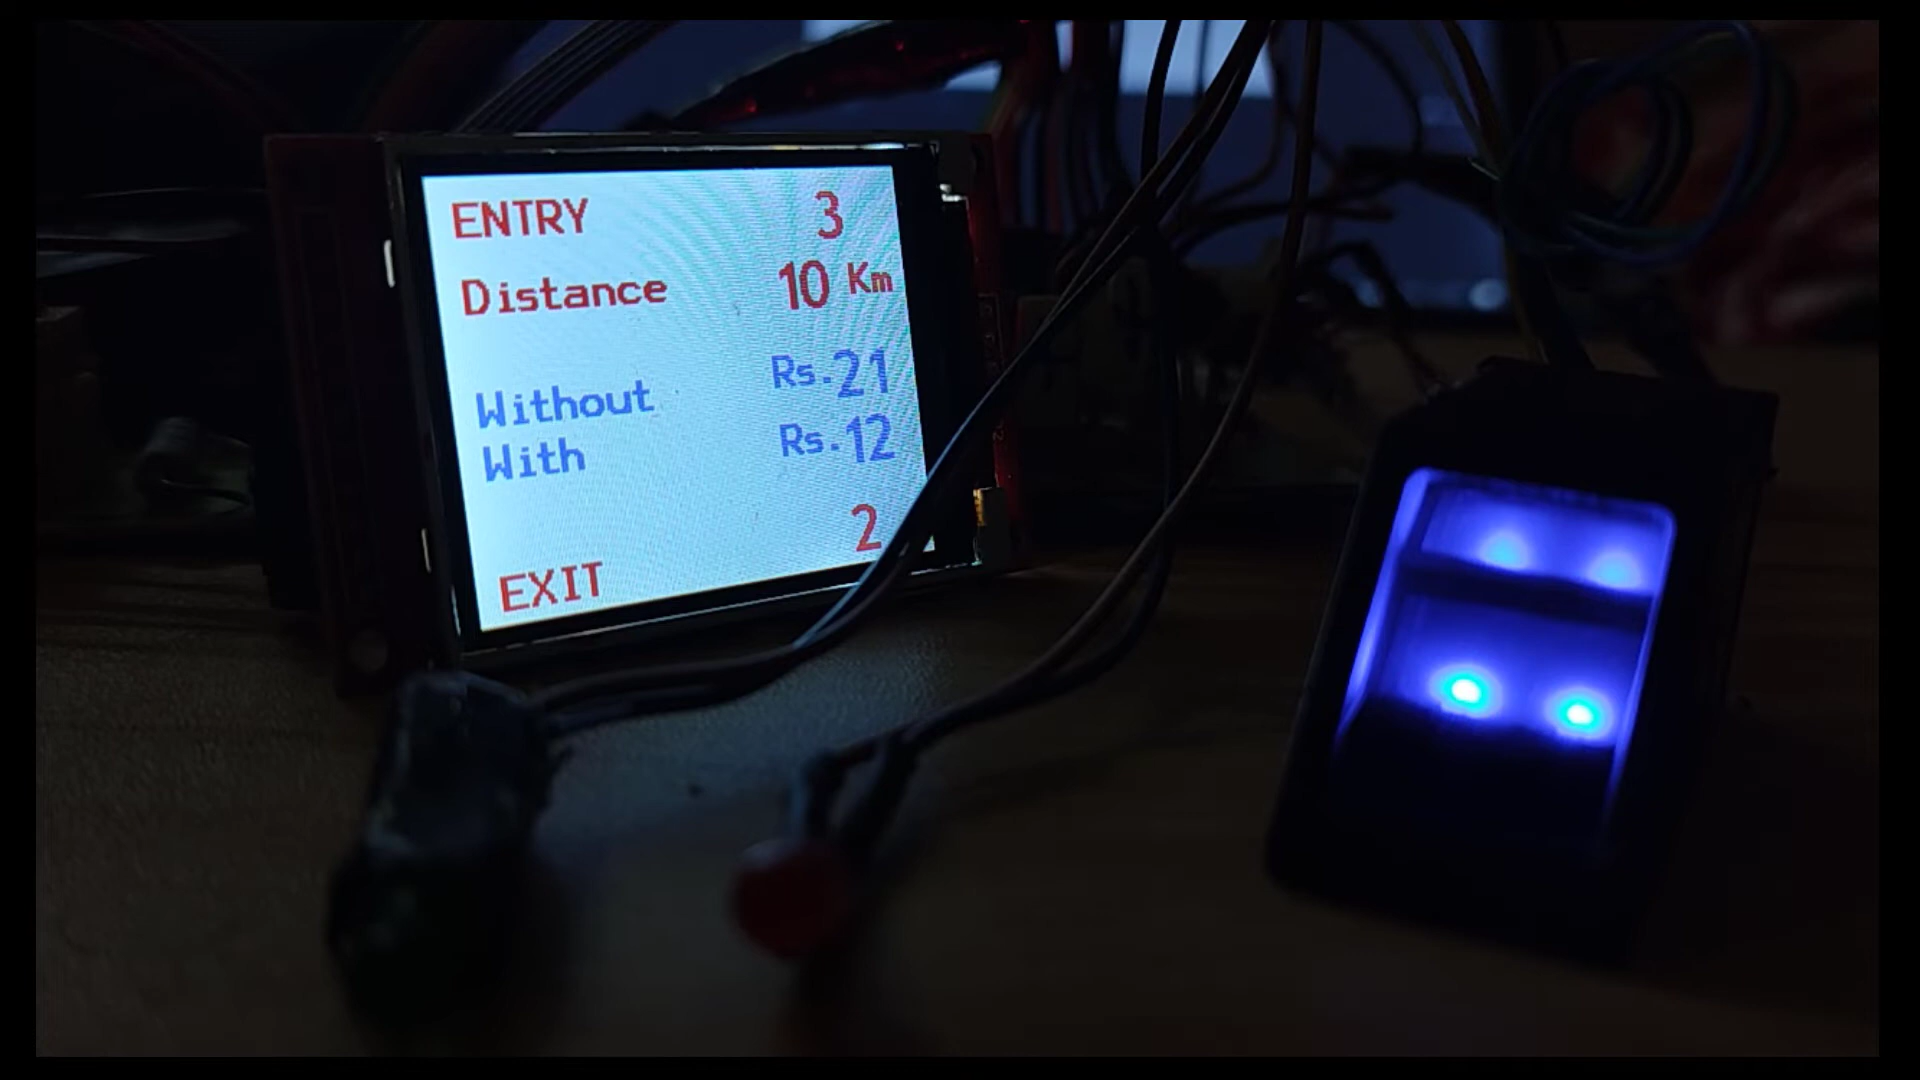 ENTRY 3
Distance 10 Km
Without Rs.21
With Rs.12
2
EXIT